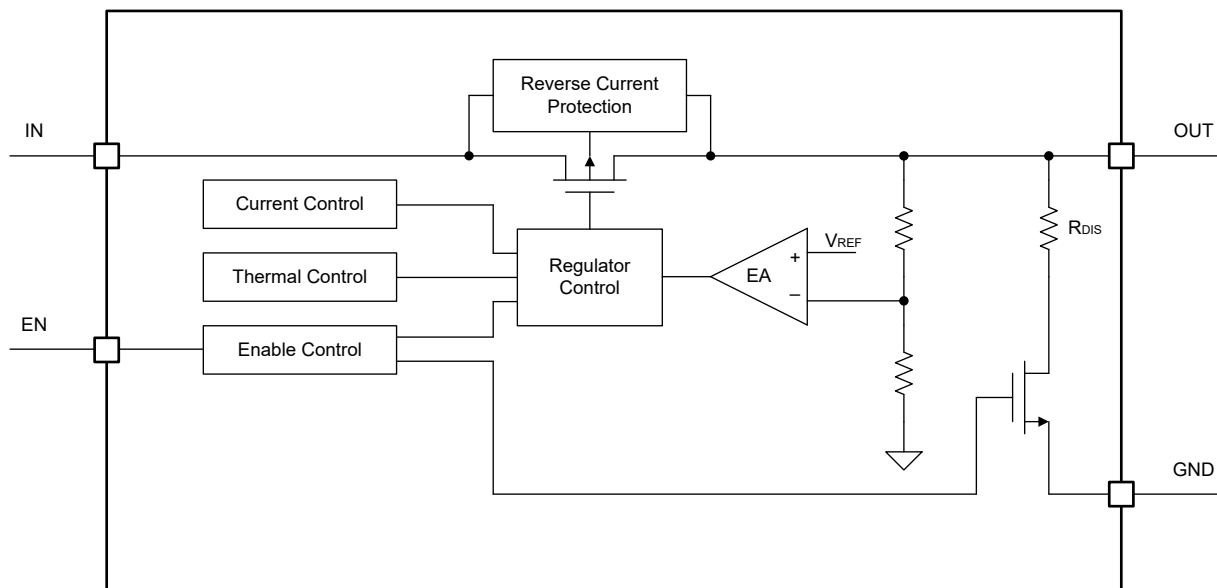 Reverse Current
Protection
IN
OUT
Current Control
RDIS
VREF
+
Regulator
Control
EA
Thermal Control
−
EN
Enable Control
GND